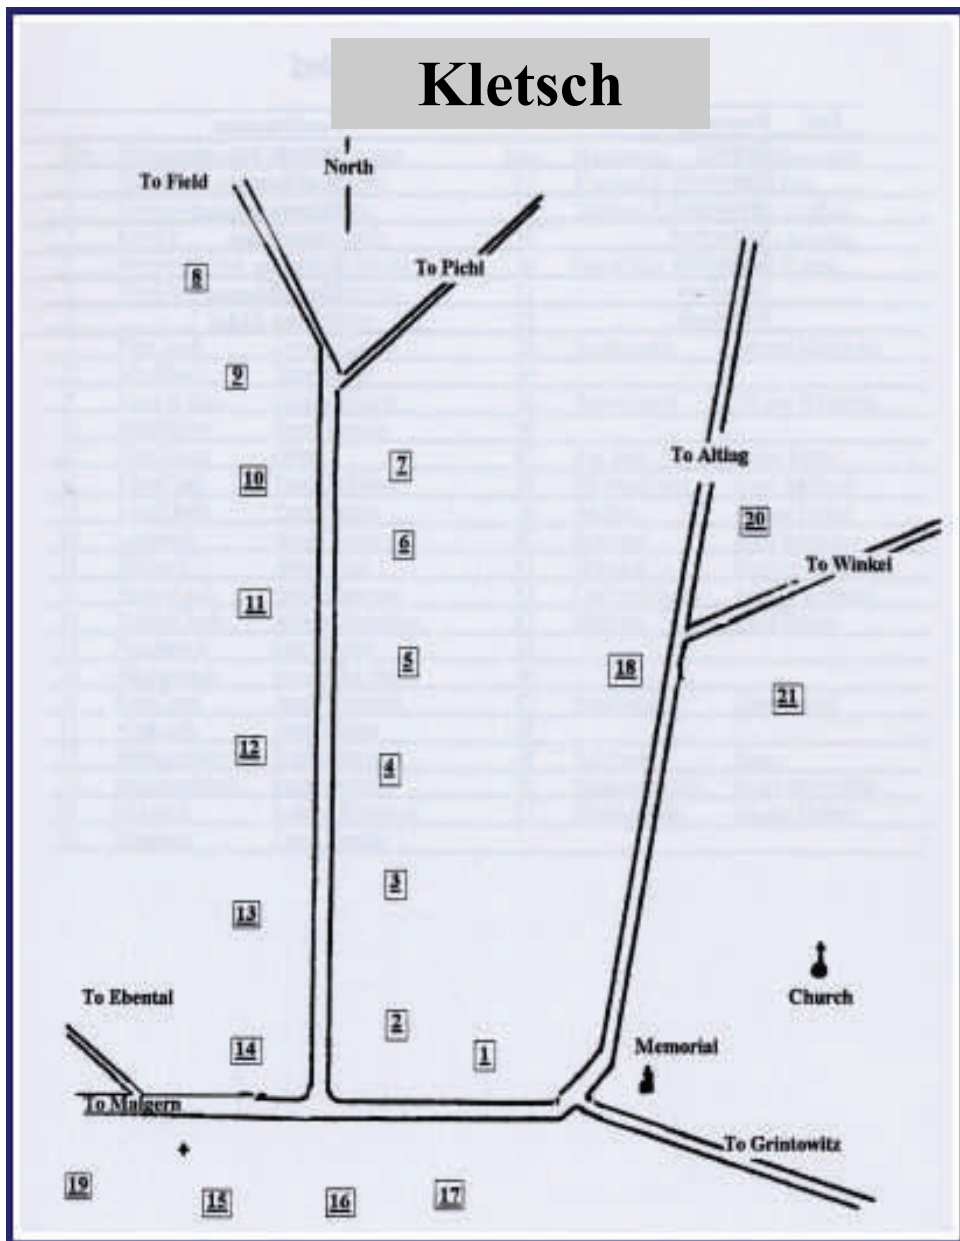 Kletsch
North
To Field
To Pichl
8
9
7
To Altiag
10
20
6
To Winkel
11
5
18
21
12
4
3
13
Church
To Ebental
2
Memorial
14
1
To Malgern
To Grintowitz
19
15
16
17